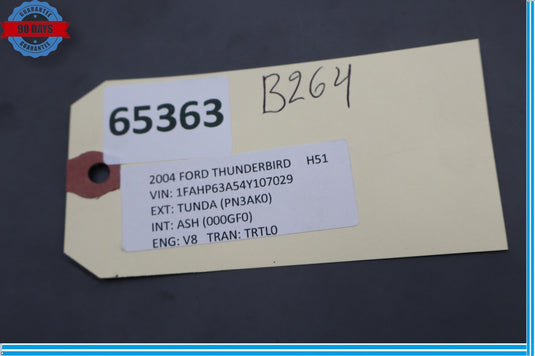 GUARANTEE
90 DAYS
GUARANTEE
65363
B264
2004 FORD THUNDERBIRD H51
VIN: 1FAHP63A54Y107029
EXT: TUNDA (PN3AK0)
INT: ASH (000GF0)
ENG: V8 TRAN: TRTL0